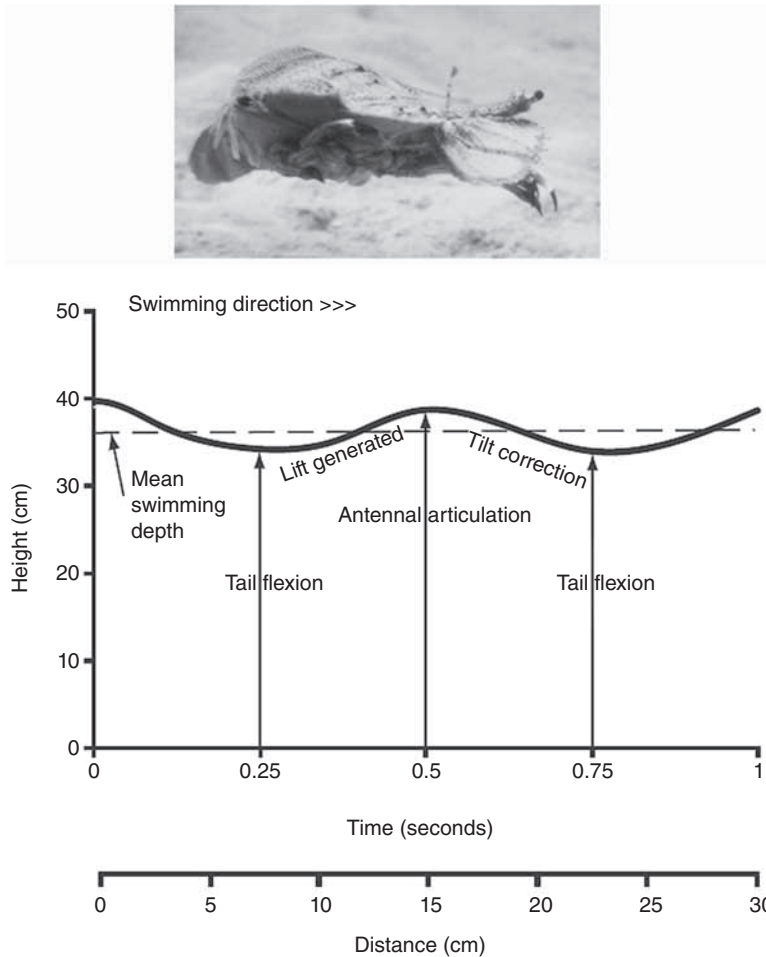 Swimming direction >>>
50
40
30
20
10
0
Height (cm)
Mean
swimming
depth
Lift generated
Tilt correction
Antennal articulation
Tail flexion
Tail flexion
0 0.25 0.5 0.75 1
Time (seconds)
0 5 10 15 20 25 30
Distance (cm)